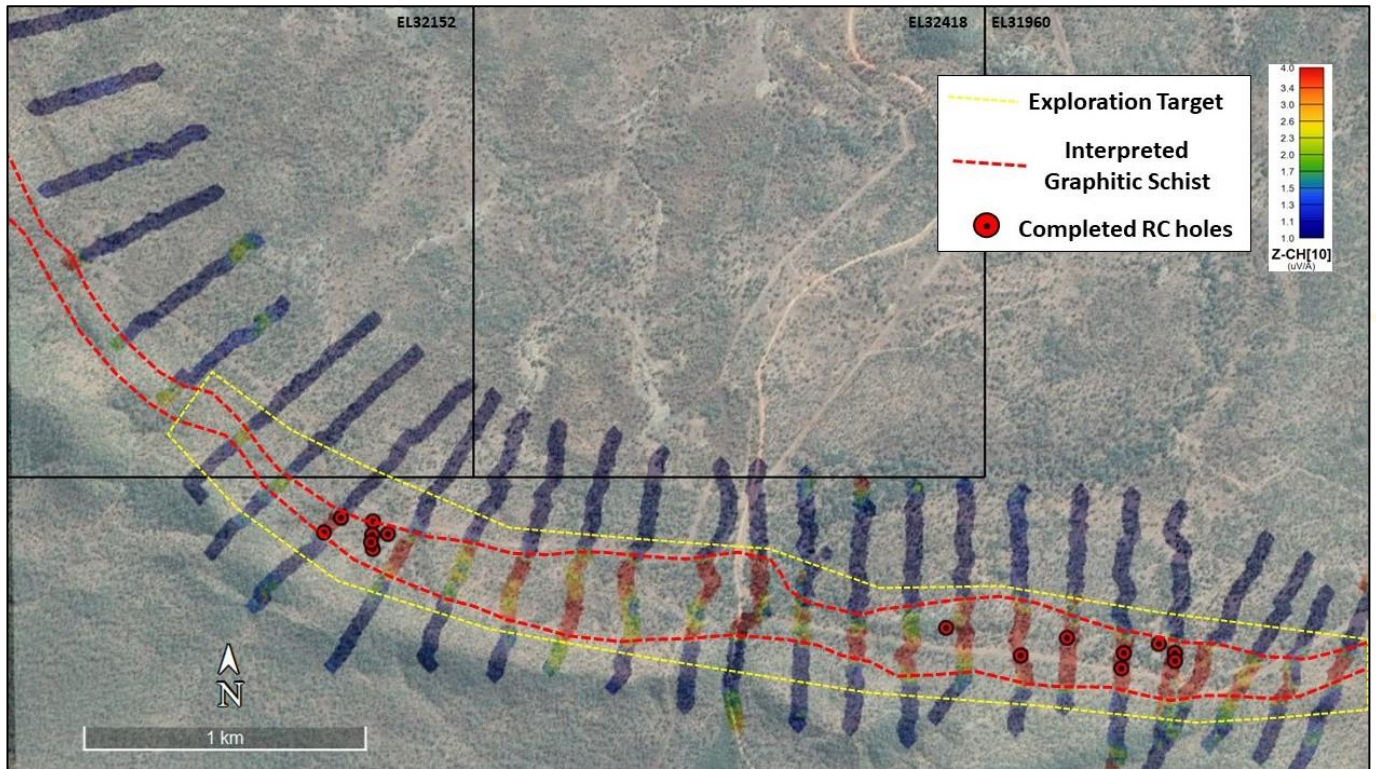 EL32152
EL32418
EL31960
Exploration Target
Interpreted
Graphitic Schist
Completed RC holes
4.0
3.4
3.0
2.6
2.3
2.0
1.7
1.5
1.3
1.1
1.0
Z-CH[10]
(uV/A)
N
1 km